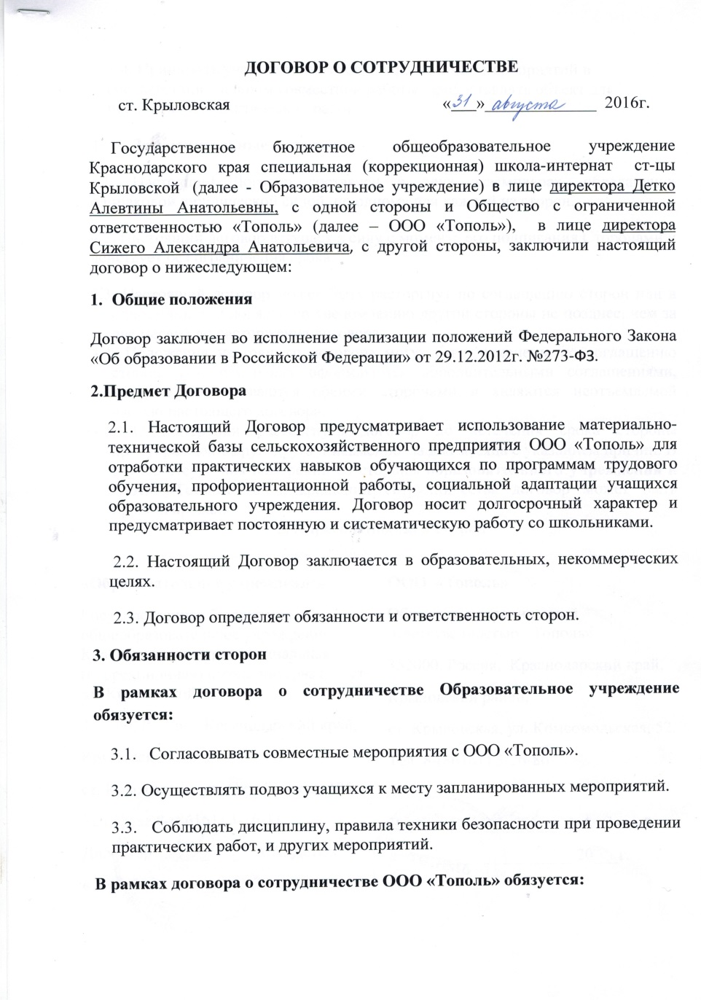 ДОГОВОР О СОТРУДНИЧЕСТВЕ
ст. Крыловская «31» августа 2016г.
Государственное бюджетное общеобразовательное учреждение
Краснодарского края специальная (коррекционная) школа-интернат ст-цы
Крыловской (далее - Образовательное учреждение) в лице директора Детко
Алевтины Анатольевны, с одной стороны и Общество с ограниченной
ответственностью «Тополь» (далее – ООО «Тополь»), в лице директора
Сижего Александра Анатольевича, с другой стороны, заключили настоящий
договор о нижеследующем:
1. Общие положения
Договор заключен во исполнение реализации положений Федерального Закона
«Об образовании в Российской Федерации» от 29.12.2012г. №273-ФЗ.
2.Предмет Договора
2.1. Настоящий Договор предусматривает использование материально-
технической базы сельскохозяйственного предприятия ООО «Тополь» для
отработки практических навыков обучающихся по программам трудового
обучения, профориентационной работы, социальной адаптации учащихся
образовательного учреждения. Договор носит долгосрочный характер и
предусматривает постоянную и систематическую работу со школьниками.
2.2. Настоящий Договор заключается в образовательных, некоммерческих
целях.
2.3. Договор определяет обязанности и ответственность сторон.
3. Обязанности сторон
В рамках договора о сотрудничестве Образовательное учреждение
обязуется:
3.1. Согласовывать совместные мероприятия с ООО «Тополь».
3.2. Осуществлять подвоз учащихся к месту запланированных мероприятий.
3.3. Соблюдать дисциплину, правила техники безопасности при проведении
практических работ, и других мероприятий.
В рамках договора о сотрудничестве ООО «Тополь» обязуется: